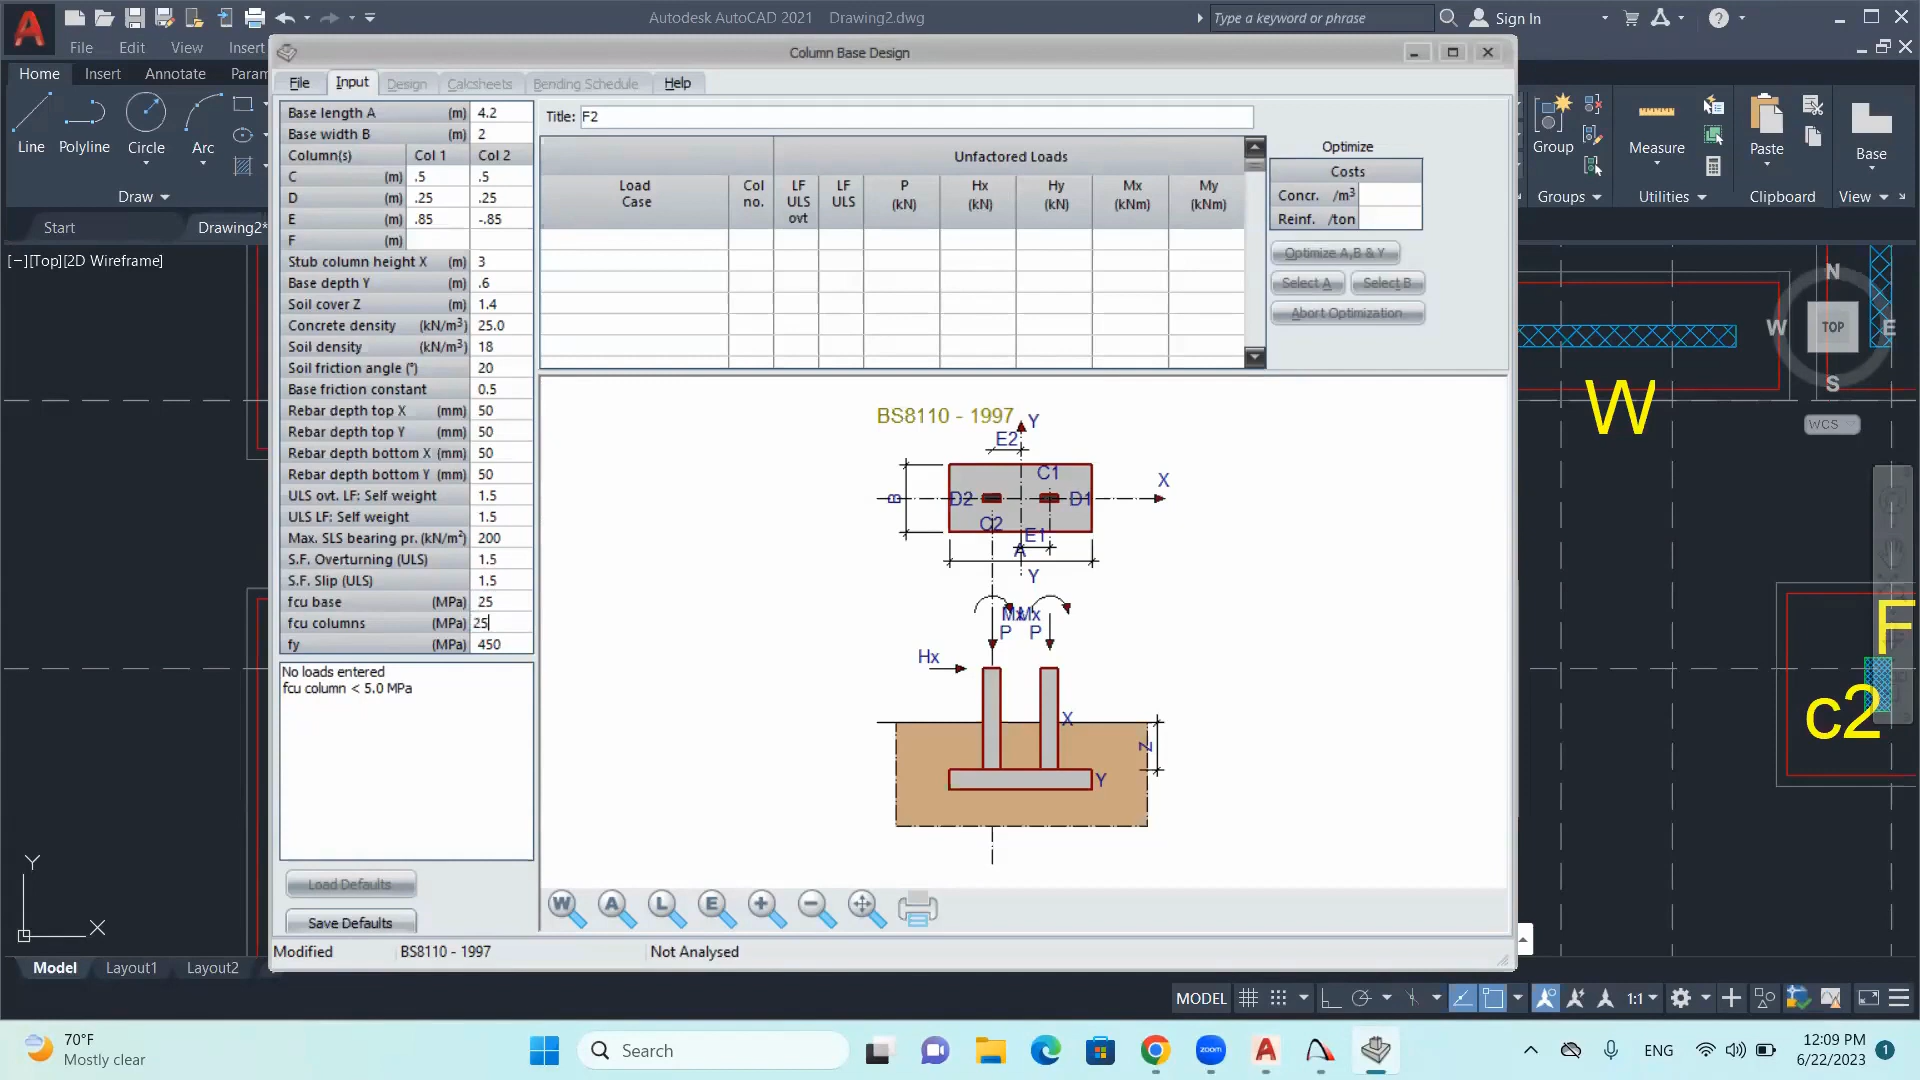 Autodesk AutoCAD 2021 Drawing2.dwg
Type a keyword or phrase
Sign In
File Edit View Insert
Column Base Design
Home Insert Annotate Param
File Input Design Calcsheets Bending Schedule Help
Line Polyline Circle Arc
Draw
Group Measure Paste Base
Groups Utilities Clipboard View
Start Drawing2*
[−][Top][2D Wireframe]
Title: F2
Base length A (m) 4.2
Base width B (m) 2
Column(s) Col 1 Col 2
C (m) .5 .5
D (m) .25 .25
E (m) .85 -.85
F (m)
Stub column height X (m) 3
Base depth Y (m) .6
Soil cover Z (m) 1.4
Concrete density (kN/m³) 25.0
Soil density (kN/m³) 18
Soil friction angle (°) 20
Base friction constant 0.5
Rebar depth top X (mm) 50
Rebar depth top Y (mm) 50
Rebar depth bottom X (mm) 50
Rebar depth bottom Y (mm) 50
ULS ovt. LF: Self weight 1.5
ULS LF: Self weight 1.5
Max. SLS bearing pr. (kN/m²) 200
S.F. Overturning (ULS) 1.5
S.F. Slip (ULS) 1.5
fcu base (MPa) 25
fcu columns (MPa) 25
fy (MPa) 450
No loads entered
fcu column < 5.0 MPa
Load Defaults
Save Defaults
Unfactored Loads
Load Case
Col no.
LF ULS ovt
LF ULS
P (kN)
Hx (kN)
Hy (kN)
Mx (kNm)
My (kNm)
Optimize
Costs
Concr. /m³
Reinf. /ton
Optimize A,B & Y
Select A Select B
Abort Optimization
BS8110 - 1997
Y
E2
C1
X
B
D2 D1
C2
E1
A
Y
Mx Mx
P P
Hx
X
Z
Y
W A L E
Modified BS8110 - 1997 Not Analysed
N
W TOP E
S
WCS
W
F
c2
Y
X
Model Layout1 Layout2
MODEL 1:1
70°F
Mostly clear
Search
zoom
ENG
12:09 PM
6/22/2023
1